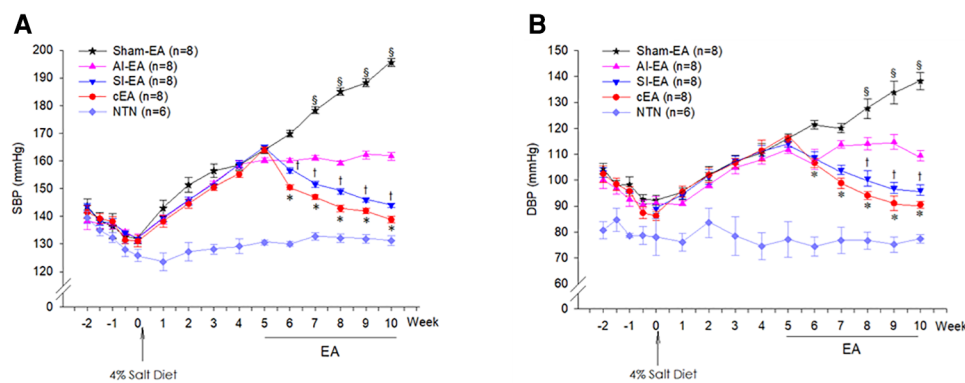 A
200
190
180
170
160
150
140
130
120
0
SBP (mmHg)
Sham-EA (n=8)
AI-EA (n=8)
SI-EA (n=8)
cEA (n=8)
NTN (n=6)
§ § § §
† † † † †
* * * * *
-2 -1 0 1 2 3 4 5 6 7 8 9 10 Week
EA
4% Salt Diet
B
150
140
130
120
110
100
90
80
70
60
0
DBP (mmHg)
Sham-EA (n=8)
AI-EA (n=8)
SI-EA (n=8)
cEA (n=8)
NTN (n=6)
§ § §
† † †
* * * * *
-2 -1 0 1 2 3 4 5 6 7 8 9 10 Week
EA
4% Salt Diet